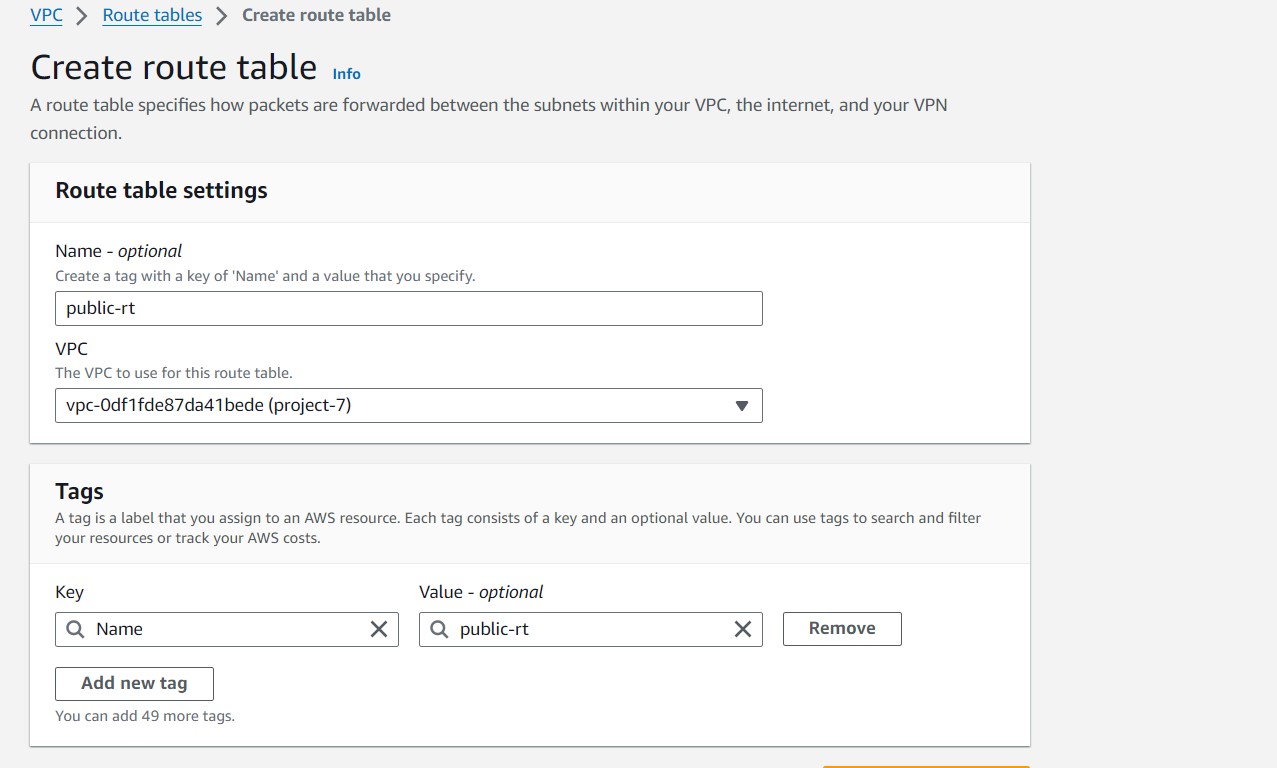 VPC > Route tables > Create route table
Create route table Info
A route table specifies how packets are forwarded between the subnets within your VPC, the internet, and your VPN
connection.
Route table settings
Name - optional
Create a tag with a key of 'Name' and a value that you specify.
public-rt
VPC
The VPC to use for this route table.
vpc-0df1fde87da41bede (project-7)
Tags
A tag is a label that you assign to an AWS resource. Each tag consists of a key and an optional value. You can use tags to search and filter
your resources or track your AWS costs.
Key Value - optional
Name public-rt Remove
Add new tag
You can add 49 more tags.